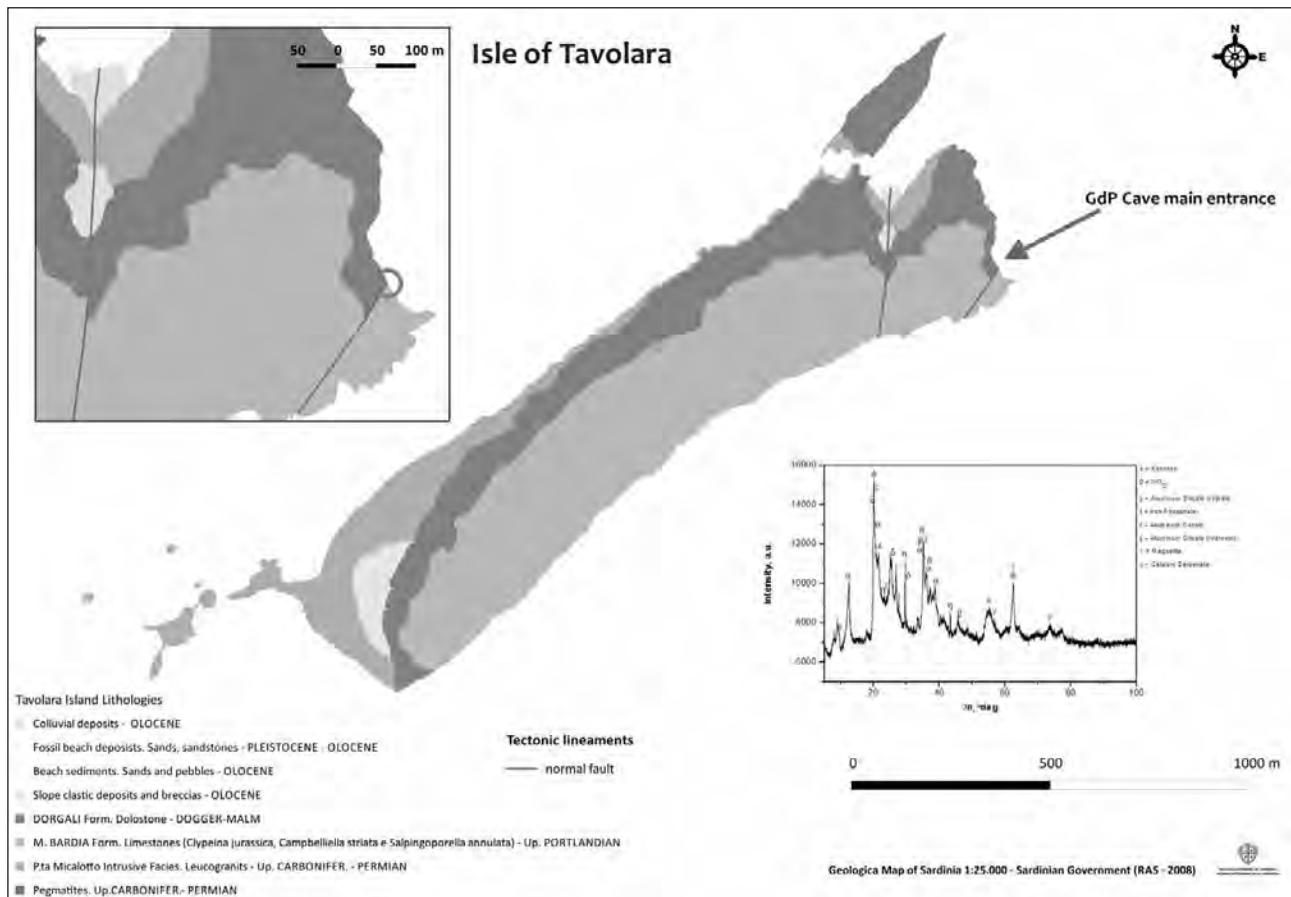 50 0 50 100 m
Isle of Tavolara
N
E
GdP Cave main entrance
16000
14000
12000
10000
8000
6000
Intensity, a.u.
20 40 60 80 100
Tavolara Island Lithologies
Colluvial deposits - OLOCENE
Fossil beach deposists. Sands, sandstones - PLEISTOCENE - OLOCENE
Beach sediments. Sands and pebbles - OLOCENE
Slope clastic deposits and breccias - OLOCENE
DORGALI Form. Dolostone - DOGGER-MALM
M. BARDIA Form. Limestones (Clypeina jurassica, Campbelliella striata e Salpingoporella annulata) - Up. PORTLANDIAN
P.ta Micalotto Intrusive Facies. Leucogranits - Up. CARBONIFER. - PERMIAN
Pegmatites. Up.CARBONIFER.- PERMIAN
Tectonic lineaments
normal fault
0 500 1000 m
Geologica Map of Sardinia 1:25.000 - Sardinian Government (RAS - 2008)